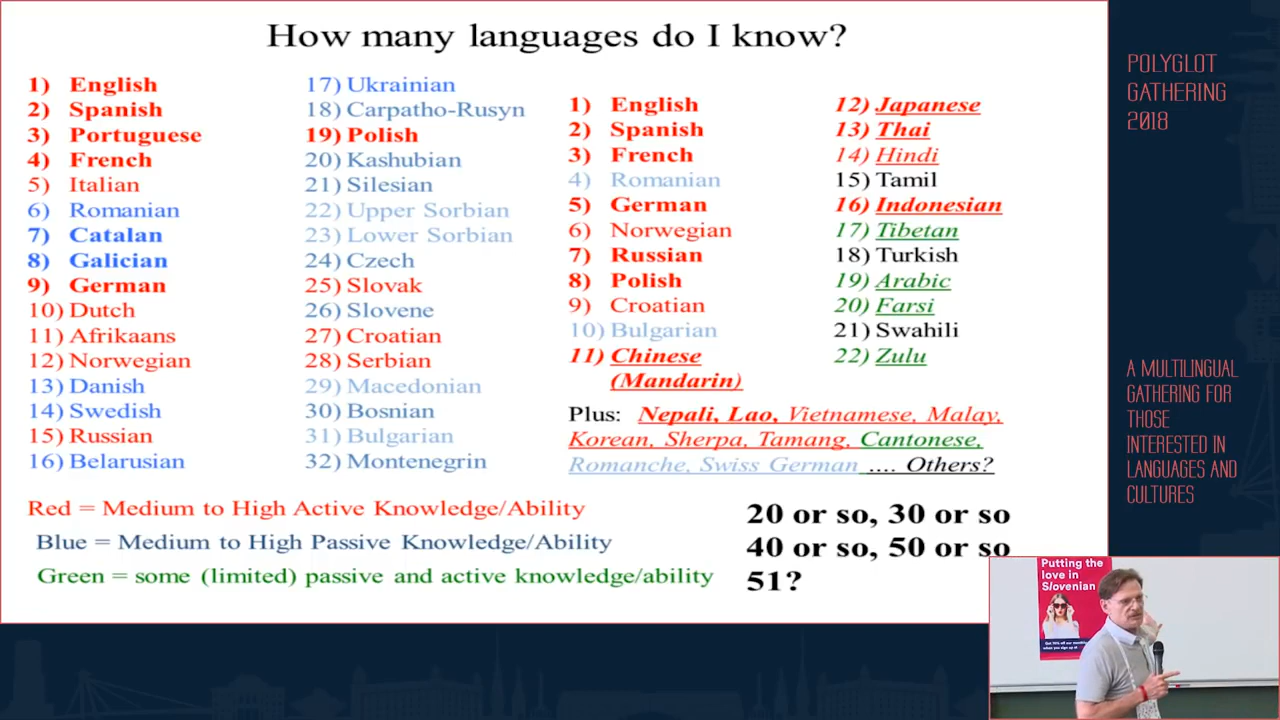 How many languages do I know?
1) English
2) Spanish
3) Portuguese
4) French
5) Italian
6) Romanian
7) Catalan
8) Galician
9) German
10) Dutch
11) Afrikaans
12) Norwegian
13) Danish
14) Swedish
15) Russian
16) Belarusian
17) Ukrainian
18) Carpatho-Rusyn
19) Polish
20) Kashubian
21) Silesian
22) Upper Sorbian
23) Lower Sorbian
24) Czech
25) Slovak
26) Slovene
27) Croatian
28) Serbian
29) Macedonian
30) Bosnian
31) Bulgarian
32) Montenegrin
1) English
2) Spanish
3) French
4) Romanian
5) German
6) Norwegian
7) Russian
8) Polish
9) Croatian
10) Bulgarian
11) Chinese
(Mandarin)
12) Japanese
13) Thai
14) Hindi
15) Tamil
16) Indonesian
17) Tibetan
18) Turkish
19) Arabic
20) Farsi
21) Swahili
22) Zulu
Plus: Nepali, Lao, Vietnamese, Malay,
Korean, Sherpa, Tamang, Cantonese,
Romanche, Swiss German .... Others?
Red = Medium to High Active Knowledge/Ability
Blue = Medium to High Passive Knowledge/Ability
Green = some (limited) passive and active knowledge/ability
20 or so, 30 or so
40 or so, 50 or so
51?
POLYGLOT
GATHERING
2018
A MULTILINGUAL
GATHERING FOR
THOSE
INTERESTED IN
LANGUAGES AND
CULTURES
Putting the
love in
Slovenian
when you sign up at